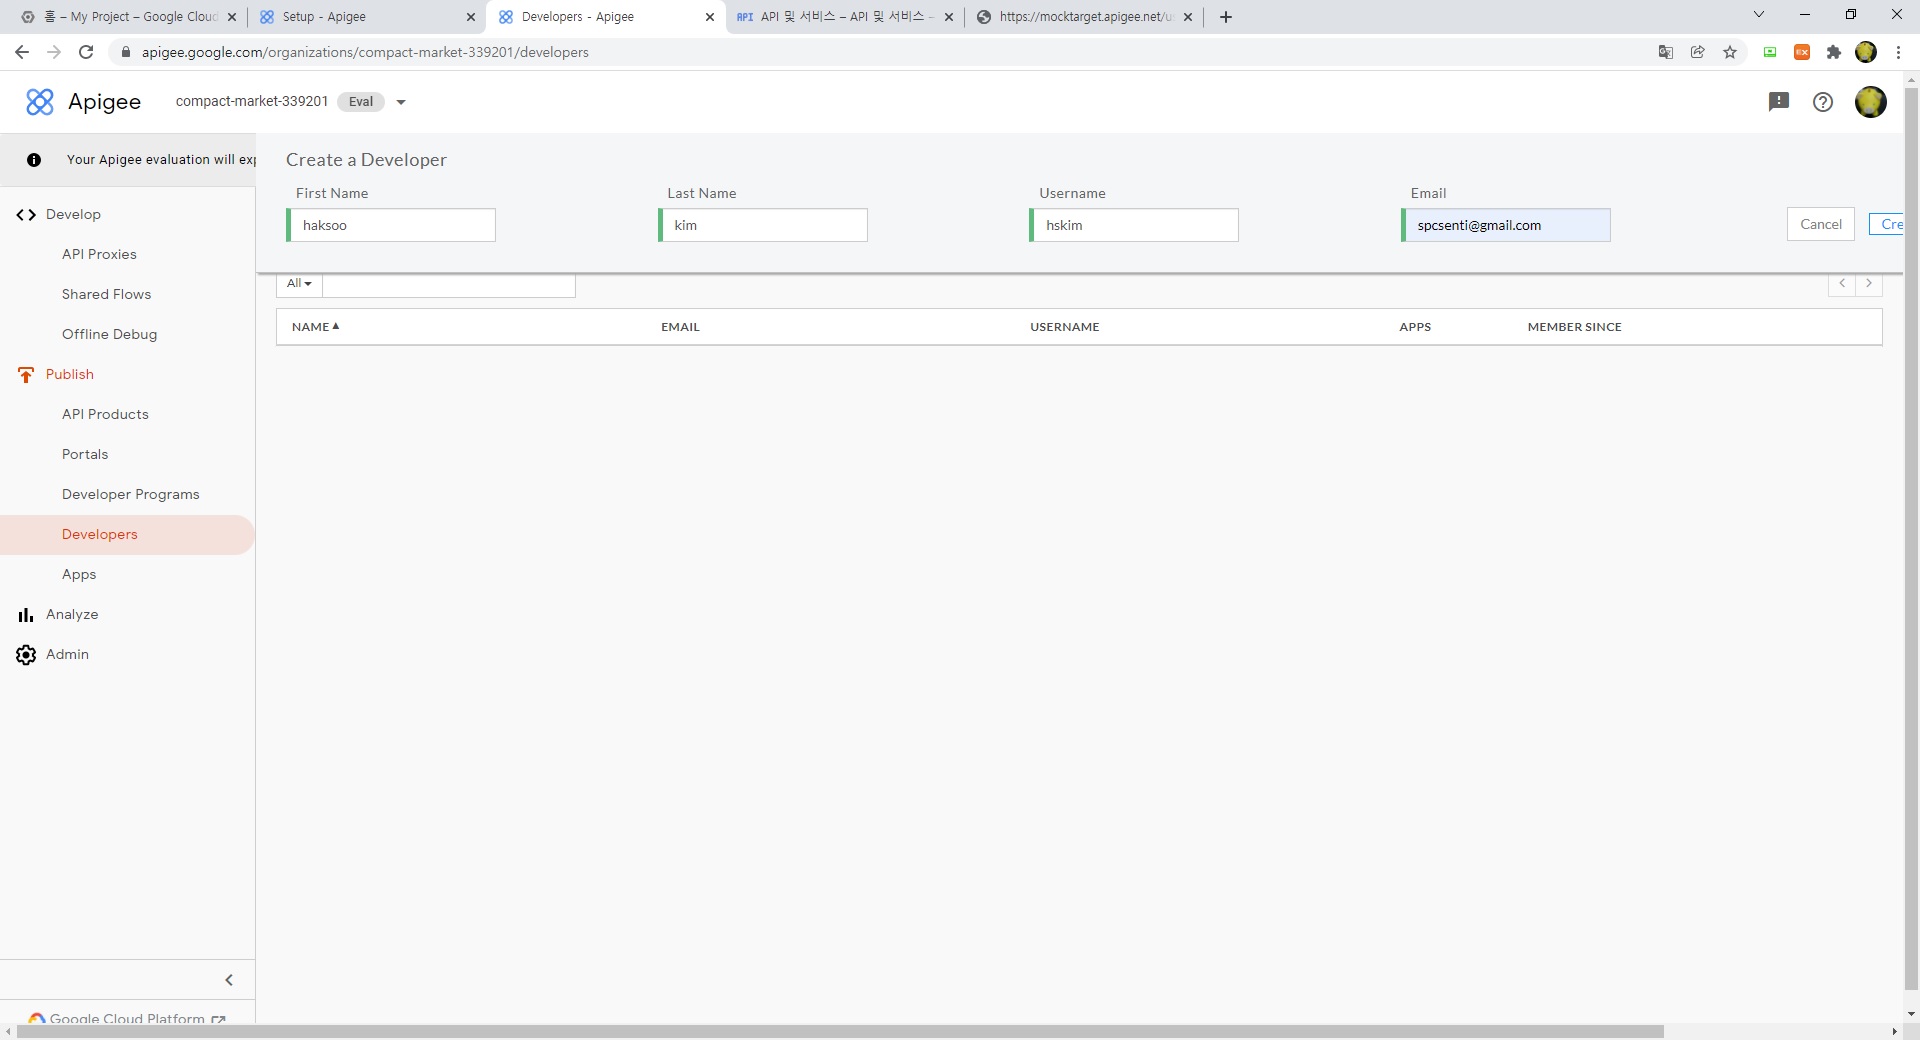 홈 – My Project – Google Cloud
Setup - Apigee
Developers - Apigee
API API 및 서비스 – API 및 서비스 –
https://mocktarget.apigee.net/u
apigee.google.com/organizations/compact-market-339201/developers
EX
Apigee
compact-market-339201
Eval
Your Apigee evaluation will exp
Create a Developer
First Name
Last Name
Username
Email
haksoo
kim
hskim
spcsenti@gmail.com
Cancel
Cre
All
NAME
EMAIL
USERNAME
APPS
MEMBER SINCE
Develop
API Proxies
Shared Flows
Offline Debug
Publish
API Products
Portals
Developer Programs
Developers
Apps
Analyze
Admin
Google Cloud Platform